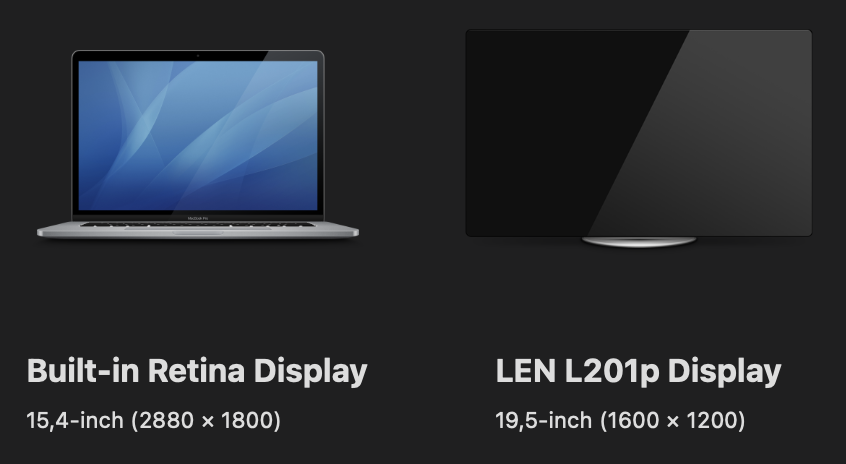 Built-in Retina Display
15,4-inch (2880 × 1800)
LEN L201p Display
19,5-inch (1600 × 1200)